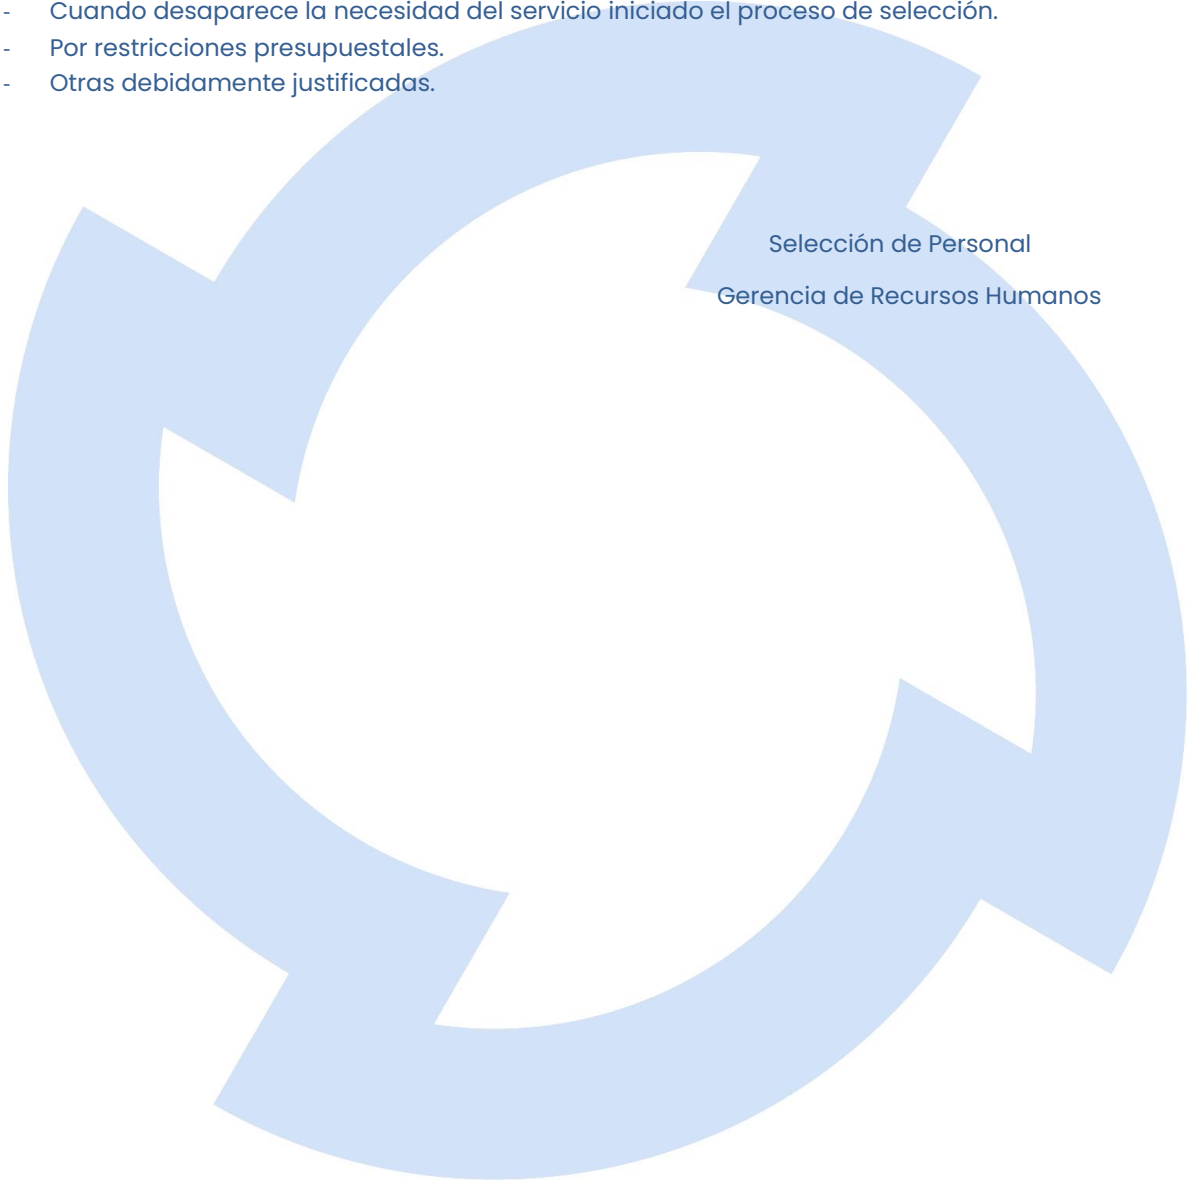 - Cuando desaparece la necesidad del servicio iniciado el proceso de selección.
- Por restricciones presupuestales.
- Otras debidamente justificadas.
Selección de Personal
Gerencia de Recursos Humanos